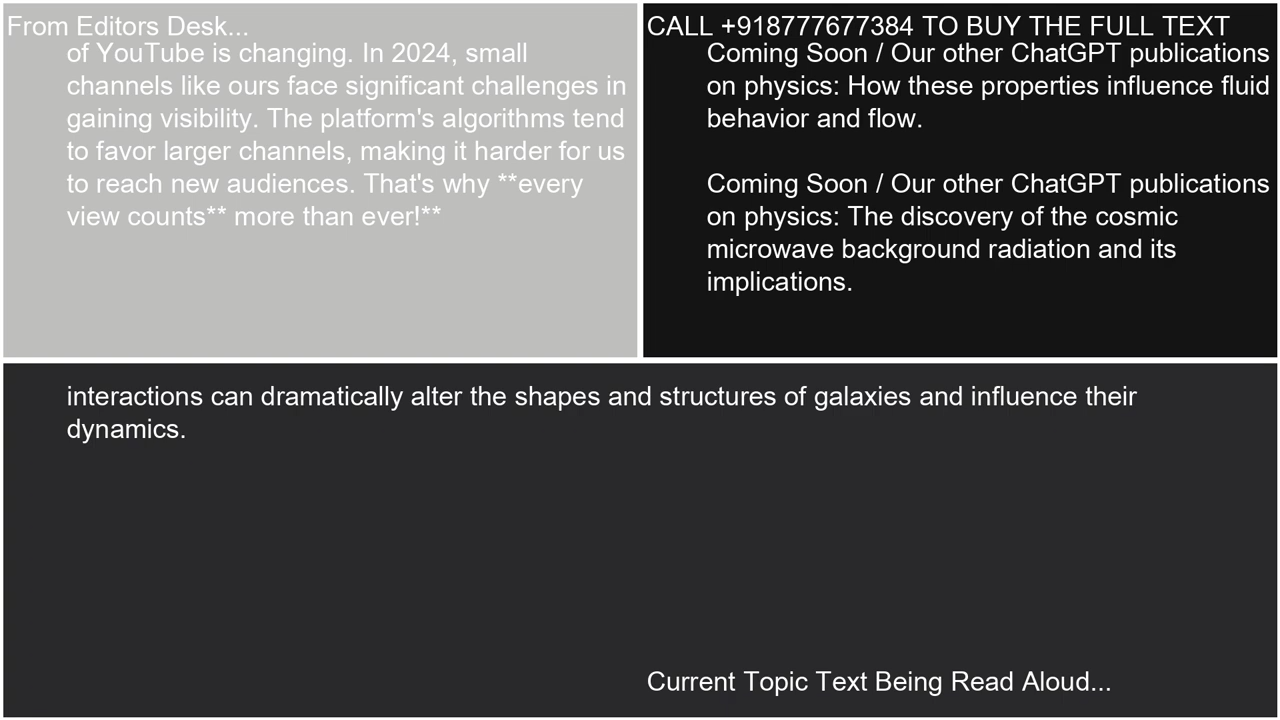 From Editors Desk...
of YouTube is changing. In 2024, small
channels like ours face significant challenges in
gaining visibility. The platform's algorithms tend
to favor larger channels, making it harder for us
to reach new audiences. That's why **every
view counts** more than ever!**
CALL +918777677384 TO BUY THE FULL TEXT
Coming Soon / Our other ChatGPT publications
on physics: How these properties influence fluid
behavior and flow.
Coming Soon / Our other ChatGPT publications
on physics: The discovery of the cosmic
microwave background radiation and its
implications.
interactions can dramatically alter the shapes and structures of galaxies and influence their
dynamics.
Current Topic Text Being Read Aloud...